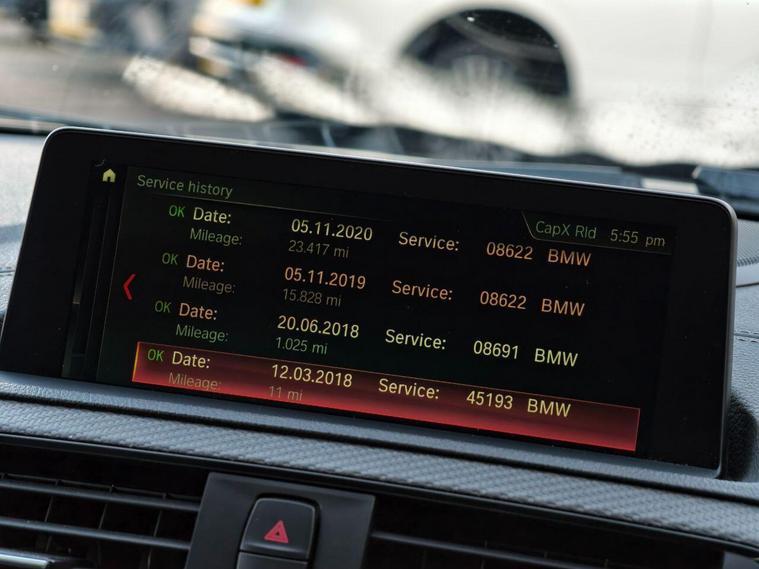 Service history
CapX Rld 5:55 pm
OK Date: 05.11.2020 Service: 08622 BMW
Mileage: 23.417 mi
OK Date: 05.11.2019 Service: 08622 BMW
Mileage: 15.828 mi
OK Date: 20.06.2018 Service: 08691 BMW
Mileage: 1.025 mi
OK Date: 12.03.2018 Service: 45193 BMW
Mileage: 11 mi